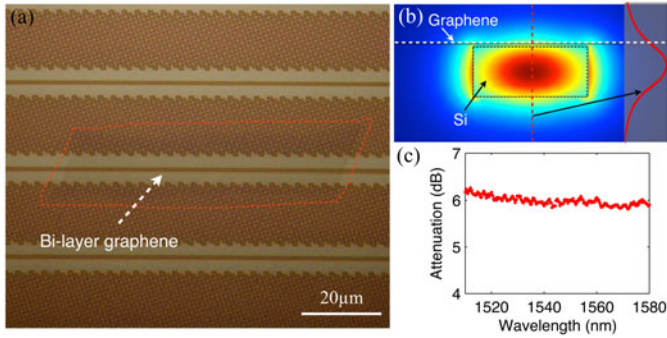 (a)
Bi-layer graphene
20µm
(b)
Graphene
Si
(c)
Attenuation (dB)
6
5
4
7
1520
1540
1560
1580
Wavelength (nm)